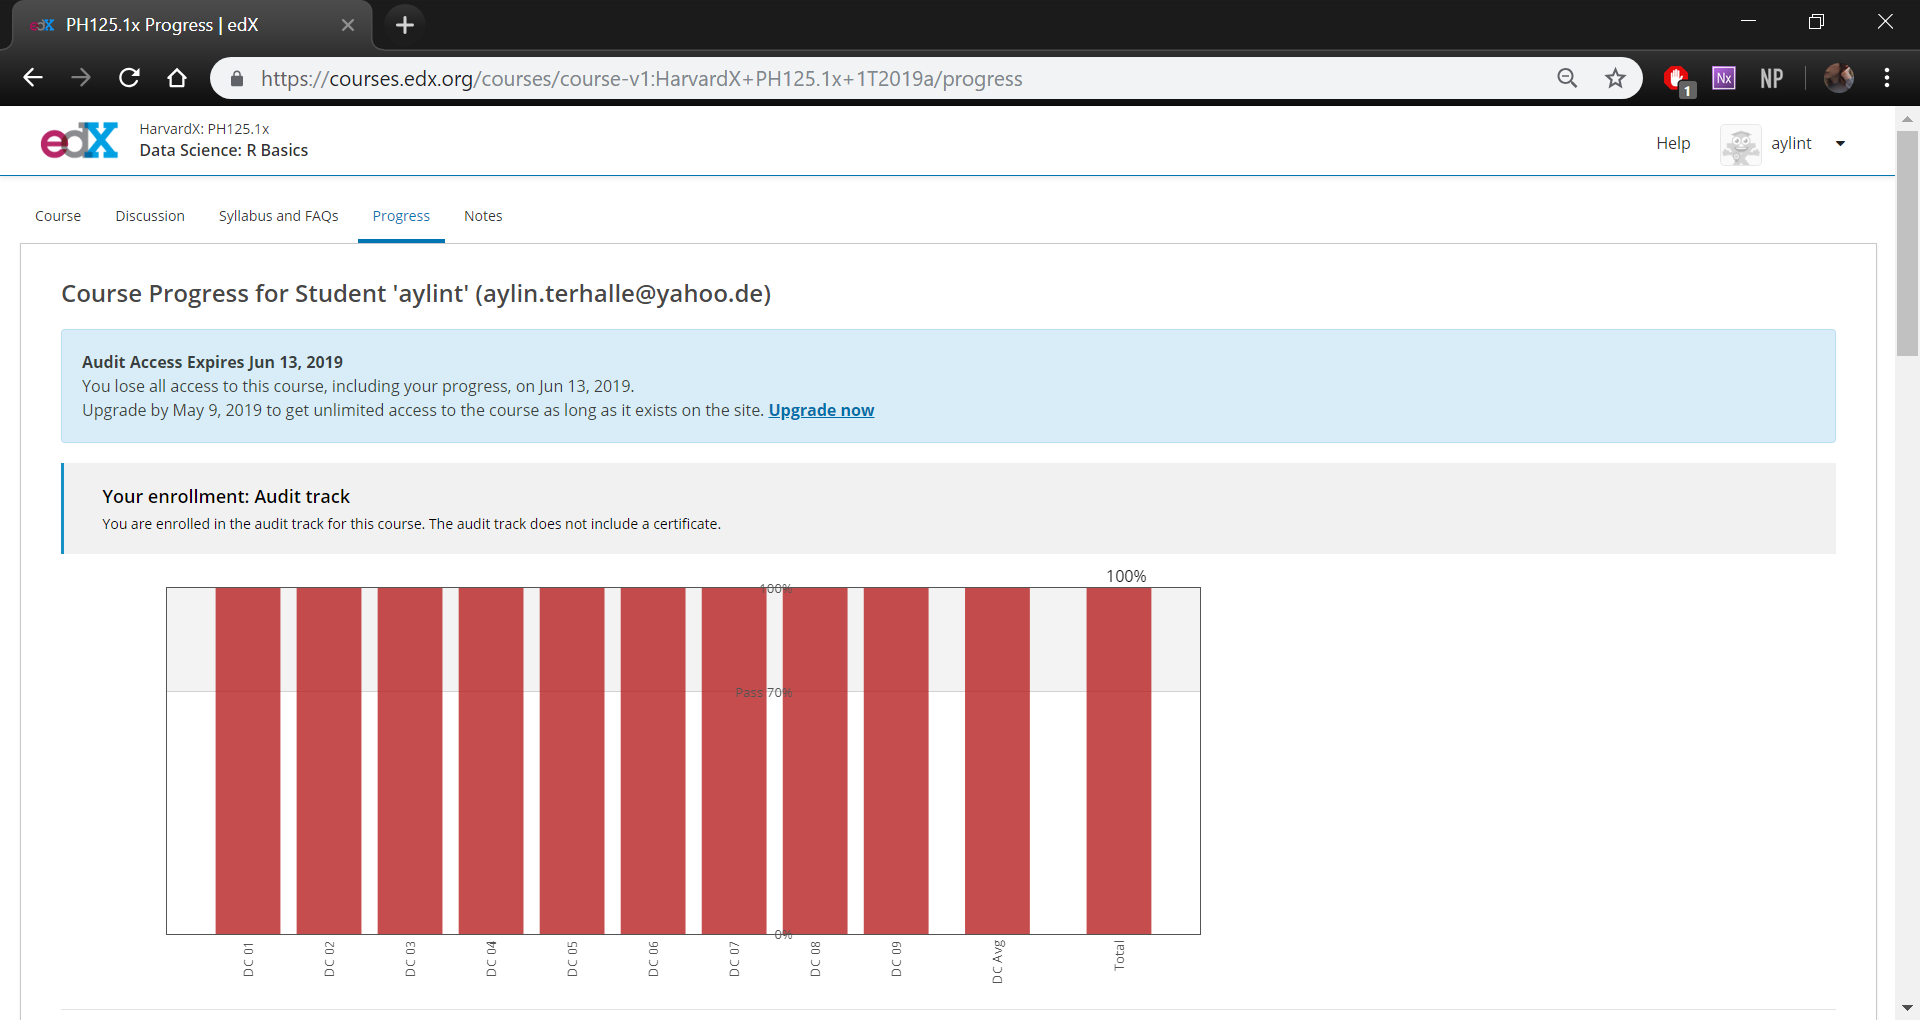 edX PH125.1x Progress | edX
https://courses.edx.org/courses/course-v1:HarvardX+PH125.1x+1T2019a/progress
1
Nx
NP
edX
HarvardX: PH125.1x
Data Science: R Basics
Help
aylint
Course
Discussion
Syllabus and FAQs
Progress
Notes
Course Progress for Student 'aylint' (aylin.terhalle@yahoo.de)
Audit Access Expires Jun 13, 2019
You lose all access to this course, including your progress, on Jun 13, 2019.
Upgrade by May 9, 2019 to get unlimited access to the course as long as it exists on the site. Upgrade now
Your enrollment: Audit track
You are enrolled in the audit track for this course. The audit track does not include a certificate.
100%
100%
Pass 70%
0%
DC 01
DC 02
DC 03
DC 04
DC 05
DC 06
DC 07
DC 08
DC 09
DC Avg
Total